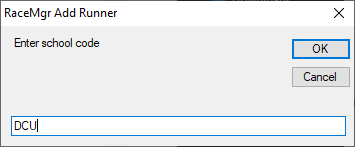 RaceMgr Add Runner
Enter school code
OK
Cancel
DCU